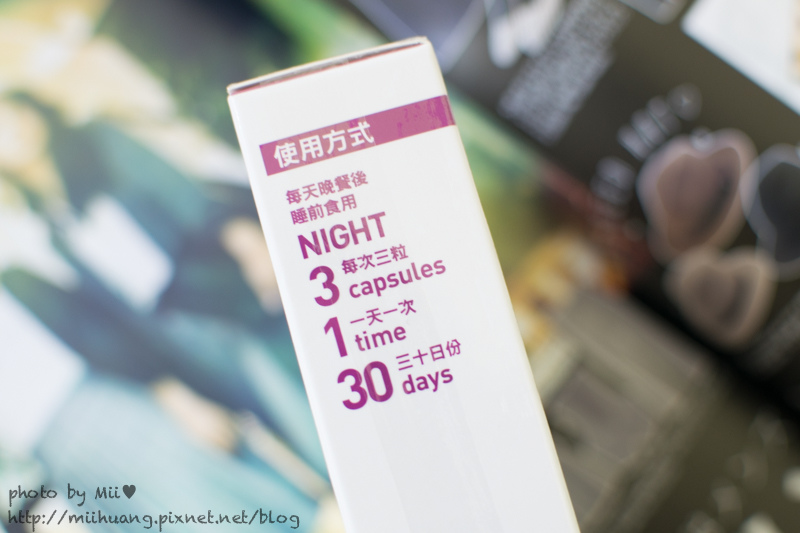 使用方式
每天晚餐後
睡前食用
NIGHT
3 每次三粒
capsules
1 一天一次
time
30 三十日份
days
photo by Mii♥
http://miihuang.pixnet.net/blog